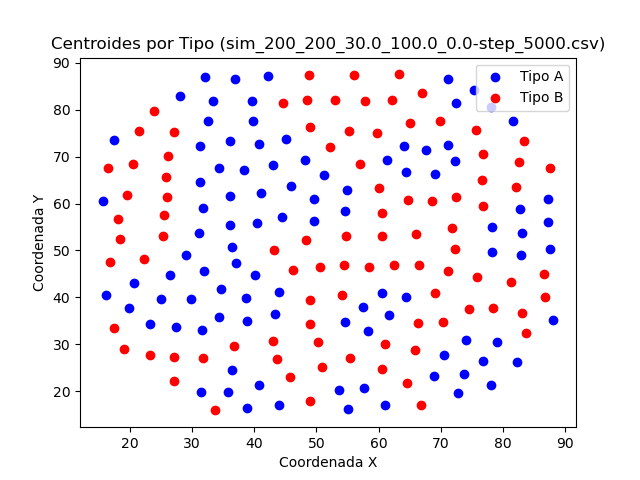 Centroides por Tipo (sim_200_200_30.0_100.0_0.0-step_5000.csv)
Tipo A
Tipo B
90
80
70
60
50
40
30
20
Coordenada Y
20 30 40 50 60 70 80 90
Coordenada X